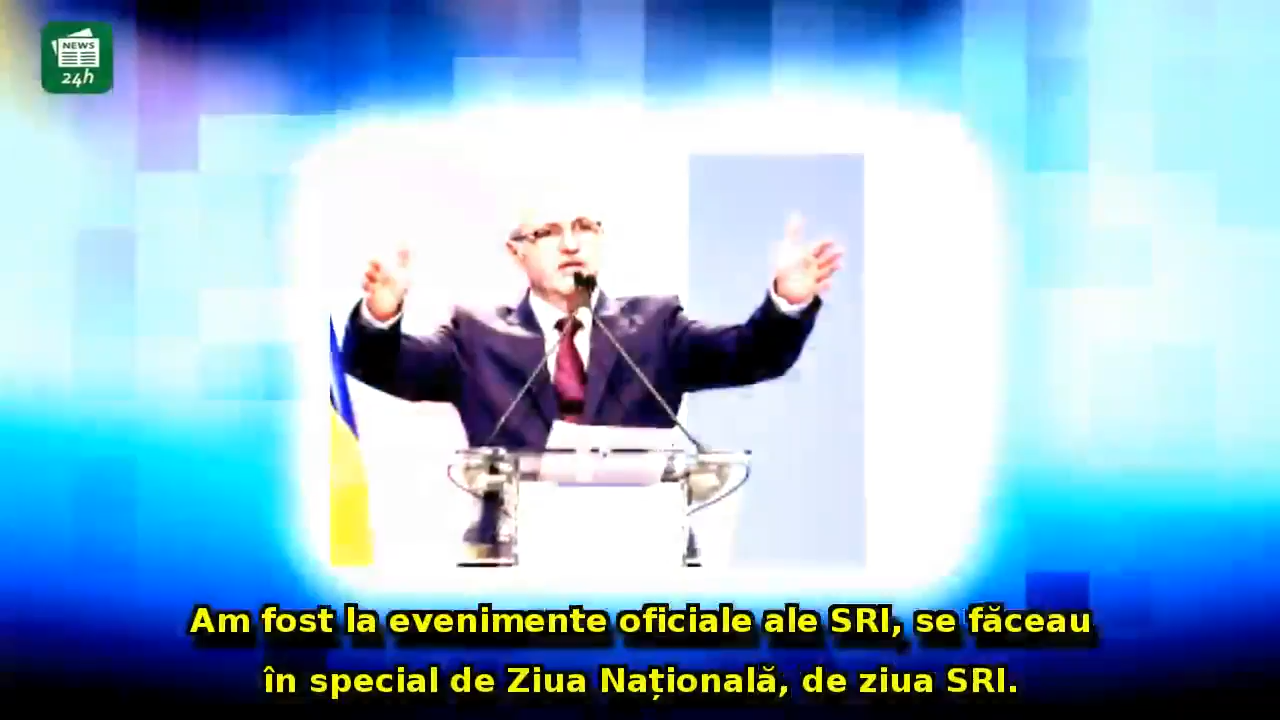 NEWS
24h
Am fost la evenimente oficiale ale SRI, se făceau
în special de Ziua Națională, de ziua SRI.